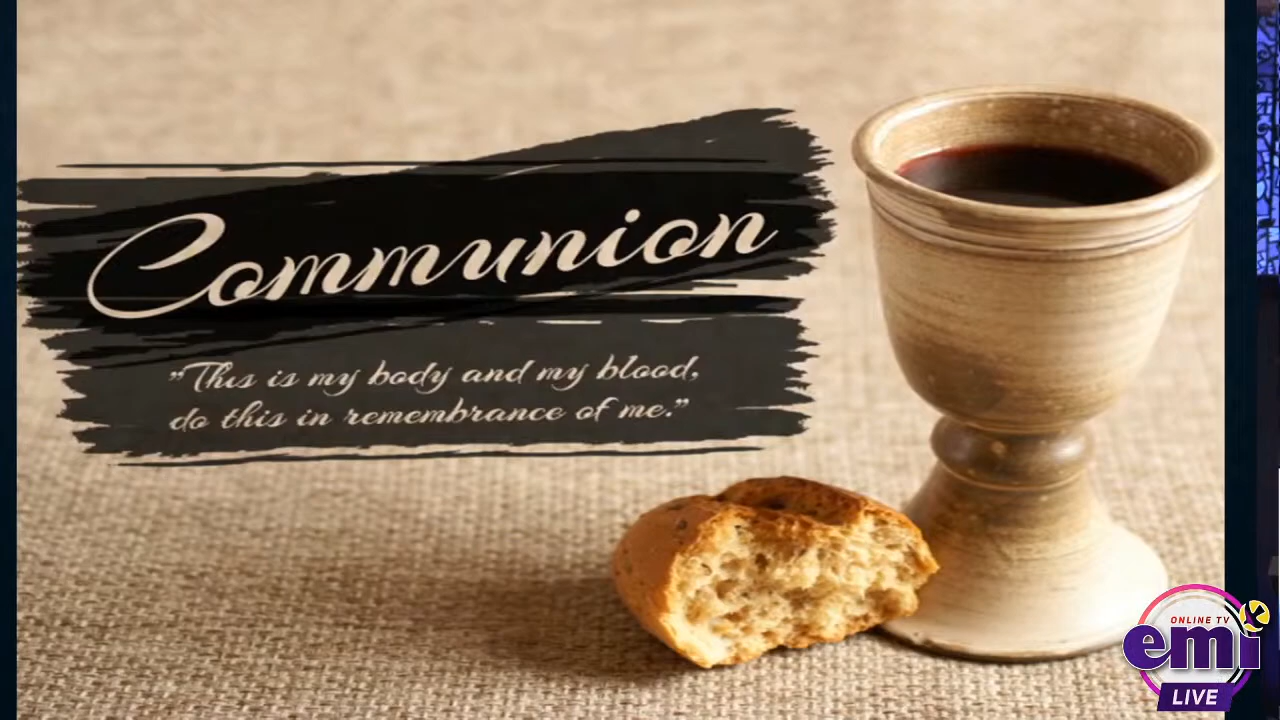 Communion
”This is my body and my blood,
do this in remembrance of me.”
ONLINE TV
emi
LIVE